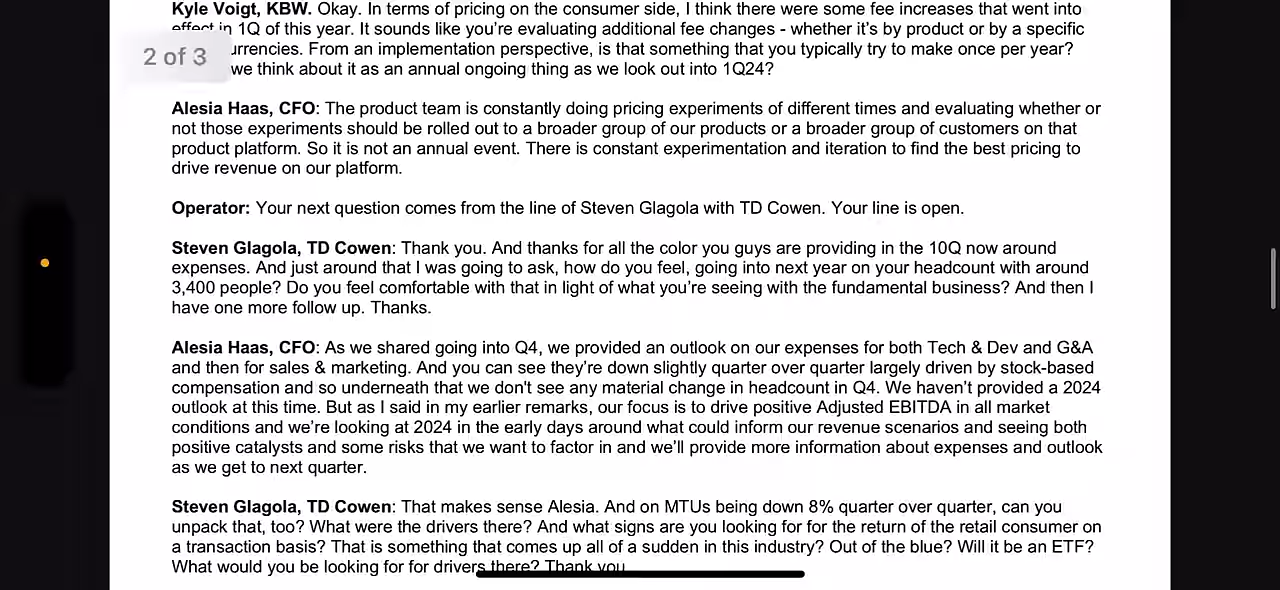 Kyle Voigt, KBW. Okay. In terms of pricing on the consumer side, I think there were some fee increases that went into
effect in 1Q of this year. It sounds like you're evaluating additional fee changes - whether it's by product or by a specific
2 of 3
urrencies. From an implementation perspective, is that something that you typically try to make once per year?
we think about it as an annual ongoing thing as we look out into 1Q24?
Alesia Haas, CFO: The product team is constantly doing pricing experiments of different times and evaluating whether or
not those experiments should be rolled out to a broader group of our products or a broader group of customers on that
product platform. So it is not an annual event. There is constant experimentation and iteration to find the best pricing to
drive revenue on our platform.
Operator: Your next question comes from the line of Steven Glagola with TD Cowen. Your line is open.
Steven Glagola, TD Cowen: Thank you. And thanks for all the color you guys are providing in the 10Q now around
expenses. And just around that I was going to ask, how do you feel, going into next year on your headcount with around
3,400 people? Do you feel comfortable with that in light of what you're seeing with the fundamental business? And then I
have one more follow up. Thanks.
Alesia Haas, CFO: As we shared going into Q4, we provided an outlook on our expenses for both Tech & Dev and G&A
and then for sales & marketing. And you can see they're down slightly quarter over quarter largely driven by stock-based
compensation and so underneath that we don't see any material change in headcount in Q4. We haven't provided a 2024
outlook at this time. But as I said in my earlier remarks, our focus is to drive positive Adjusted EBITDA in all market
conditions and we're looking at 2024 in the early days around what could inform our revenue scenarios and seeing both
positive catalysts and some risks that we want to factor in and we'll provide more information about expenses and outlook
as we get to next quarter.
Steven Glagola, TD Cowen: That makes sense Alesia. And on MTUs being down 8% quarter over quarter, can you
unpack that, too? What were the drivers there? And what signs are you looking for for the return of the retail consumer on
a transaction basis? That is something that comes up all of a sudden in this industry? Out of the blue? Will it be an ETF?
What would you be looking for for drivers there? Thank you